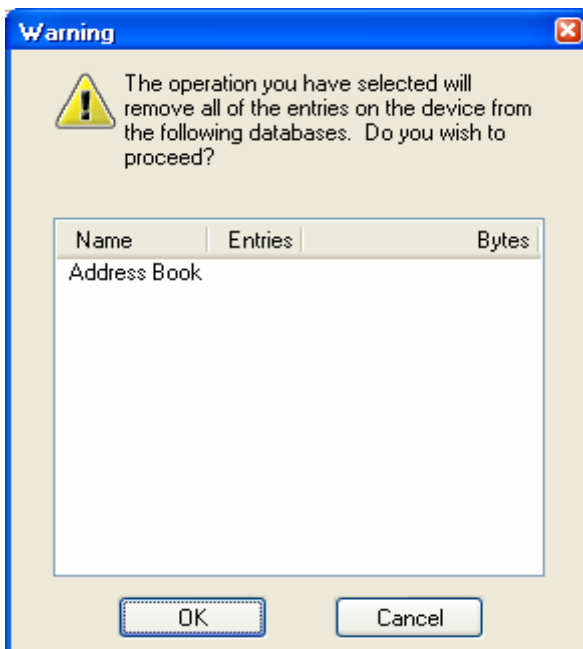 Warning
The operation you have selected will
remove all of the entries on the device from
the following databases.  Do you wish to
proceed?
Name Entries Bytes
Address Book
OK Cancel